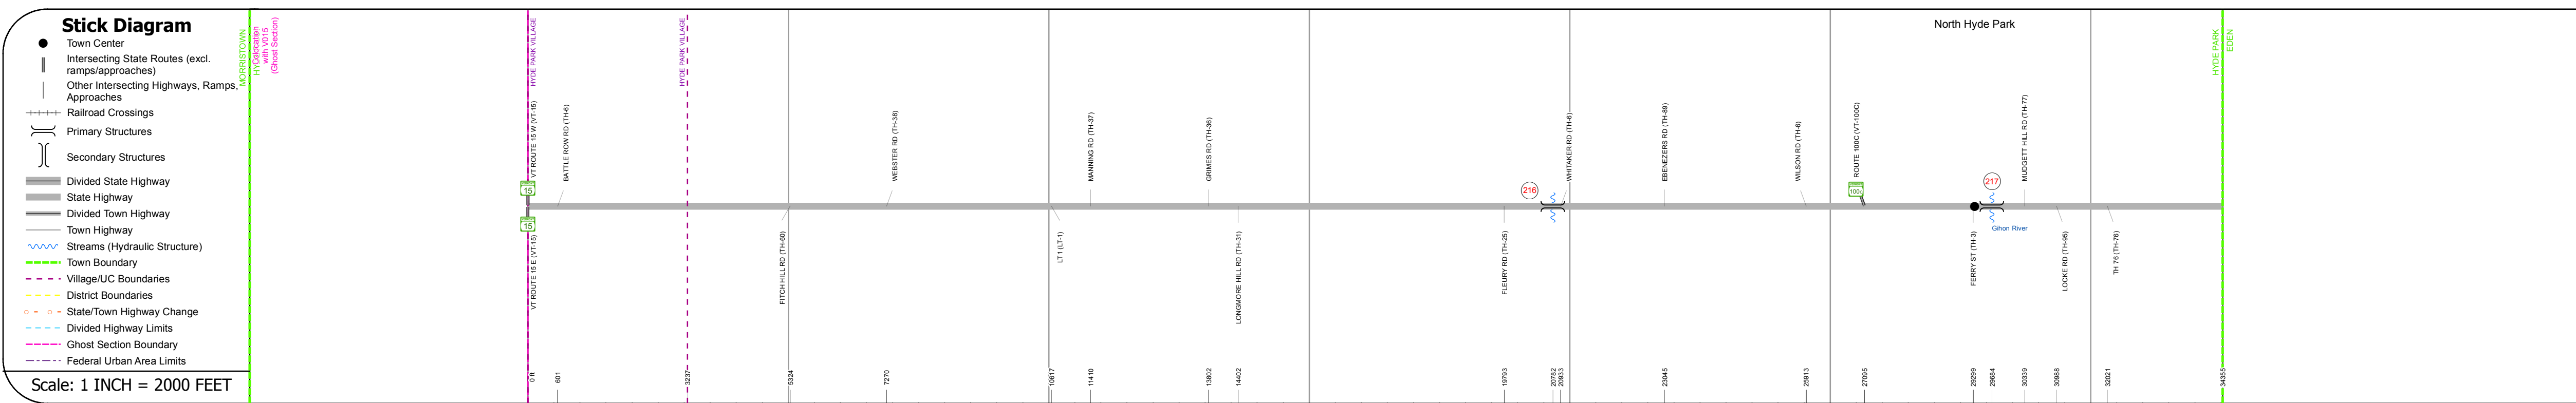 Stick Diagram
Town Center
Intersecting State Routes (excl.
ramps/approaches)
Other Intersecting Highways, Ramps,
Approaches
Railroad Crossings
Primary Structures
Secondary Structures
Divided State Highway
State Highway
Divided Town Highway
Town Highway
Streams (Hydraulic Structure)
Town Boundary
Village/UC Boundaries
District Boundaries
State/Town Highway Change
Divided Highway Limits
Ghost Section Boundary
Federal Urban Area Limits
Scale: 1 INCH = 2000 FEET
MORRISTOWN
Colocation
with V015
(Ghost Section)
HYDE PARK VILLAGE
HYDE PARK VILLAGE
North Hyde Park
HYDE PARK
EDEN
VT ROUTE 15 W (VT-15)
BATTLE ROW RD (TH-6)
WEBSTER RD (TH-38)
MANNING RD (TH-37)
GRIMES RD (TH-36)
WHITAKER RD (TH-6)
EBENEZERS RD (TH-89)
WILSON RD (TH-6)
ROUTE 100C (VT-100C)
MUDGETT HILL RD (TH-77)
15
216
100C
217
15
Gihon River
VT ROUTE 15 E (VT-15)
FITCH HILL RD (TH-60)
LT 1 (LT-1)
LONGMORE HILL RD (TH-31)
FLEURY RD (TH-25)
FERRY ST (TH-3)
LOCKE RD (TH-95)
TH 76 (TH-76)
0 ft
601
3237
5324
7270
10617
11410
13802
14402
19793
20782
20933
23045
25913
27095
29299
29684
30339
30988
32021
34355